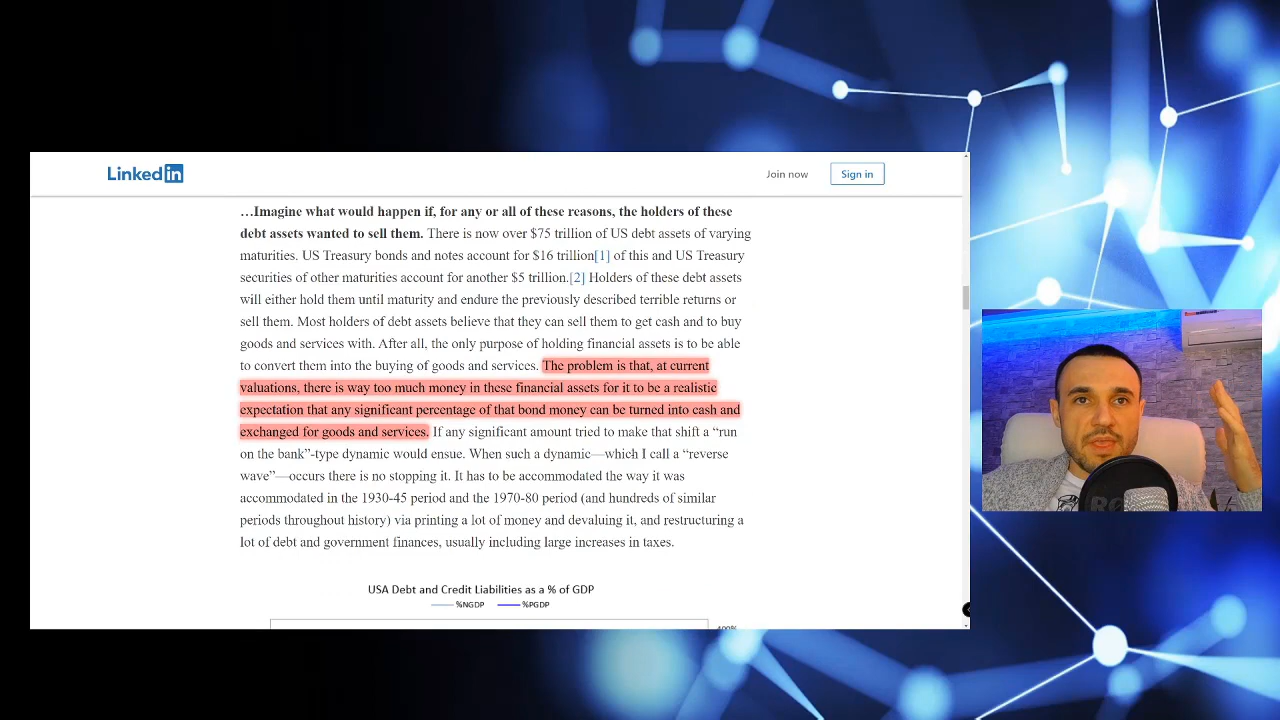 Linkedin
Join now
Sign in
…Imagine what would happen if, for any or all of these reasons, the holders of these
debt assets wanted to sell them. There is now over $75 trillion of US debt assets of varying
maturities. US Treasury bonds and notes account for $16 trillion[1] of this and US Treasury
securities of other maturities account for another $5 trillion.[2] Holders of these debt assets
will either hold them until maturity and endure the previously described terrible returns or
sell them. Most holders of debt assets believe that they can sell them to get cash and to buy
goods and services with. After all, the only purpose of holding financial assets is to be able
to convert them into the buying of goods and services. The problem is that, at current
valuations, there is way too much money in these financial assets for it to be a realistic
expectation that any significant percentage of that bond money can be turned into cash and
exchanged for goods and services. If any significant amount tried to make that shift a “run
on the bank”-type dynamic would ensue. When such a dynamic—which I call a “reverse
wave”—occurs there is no stopping it. It has to be accommodated the way it was
accommodated in the 1930-45 period and the 1970-80 period (and hundreds of similar
periods throughout history) via printing a lot of money and devaluing it, and restructuring a
lot of debt and government finances, usually including large increases in taxes.
USA Debt and Credit Liabilities as a % of GDP
%NGDP %PGDP